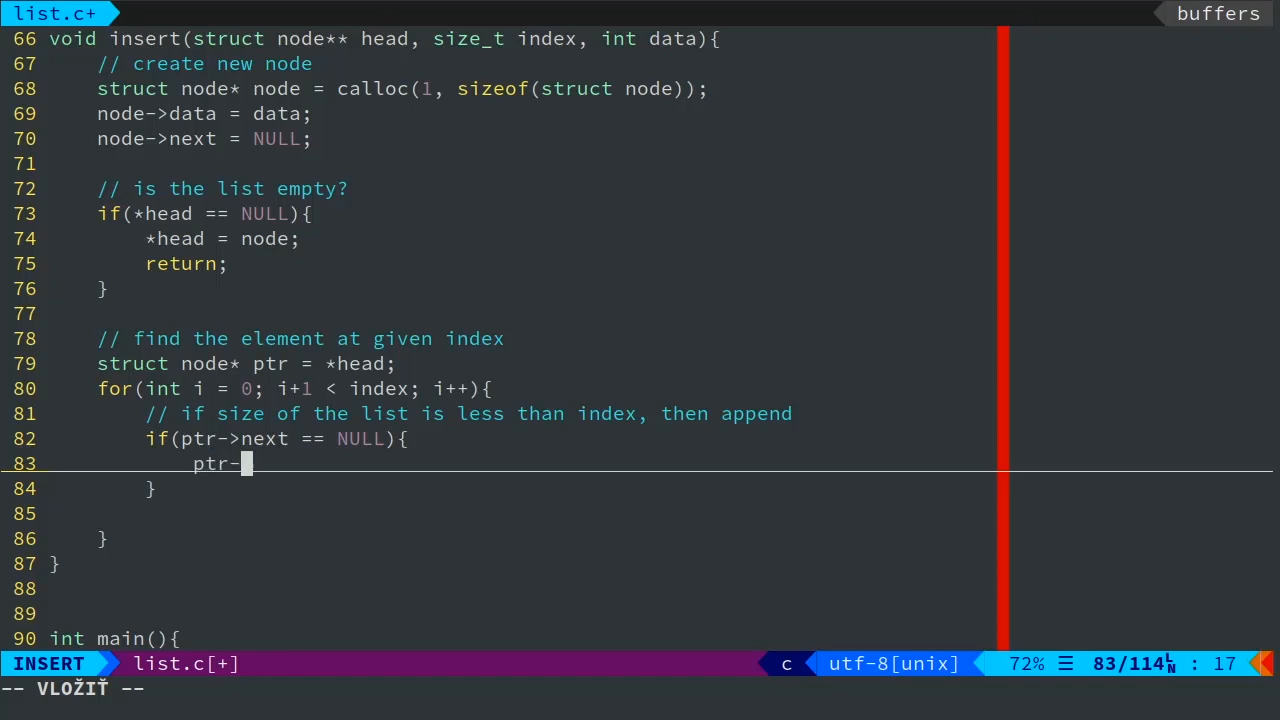 list.c+ buffers
66 void insert(struct node** head, size_t index, int data){
67     // create new node
68     struct node* node = calloc(1, sizeof(struct node));
69     node->data = data;
70     node->next = NULL;
71
72     // is the list empty?
73     if(*head == NULL){
74         *head = node;
75         return;
76     }
77
78     // find the element at given index
79     struct node* ptr = *head;
80     for(int i = 0; i+1 < index; i++){
81         // if size of the list is less than index, then append
82         if(ptr->next == NULL){
83             ptr-
84         }
85
86     }
87 }
88
89
90 int main(){
INSERT list.c[+] c utf-8[unix] 72% ☰ 83/114 LN : 17
-- VLOŽIŤ --